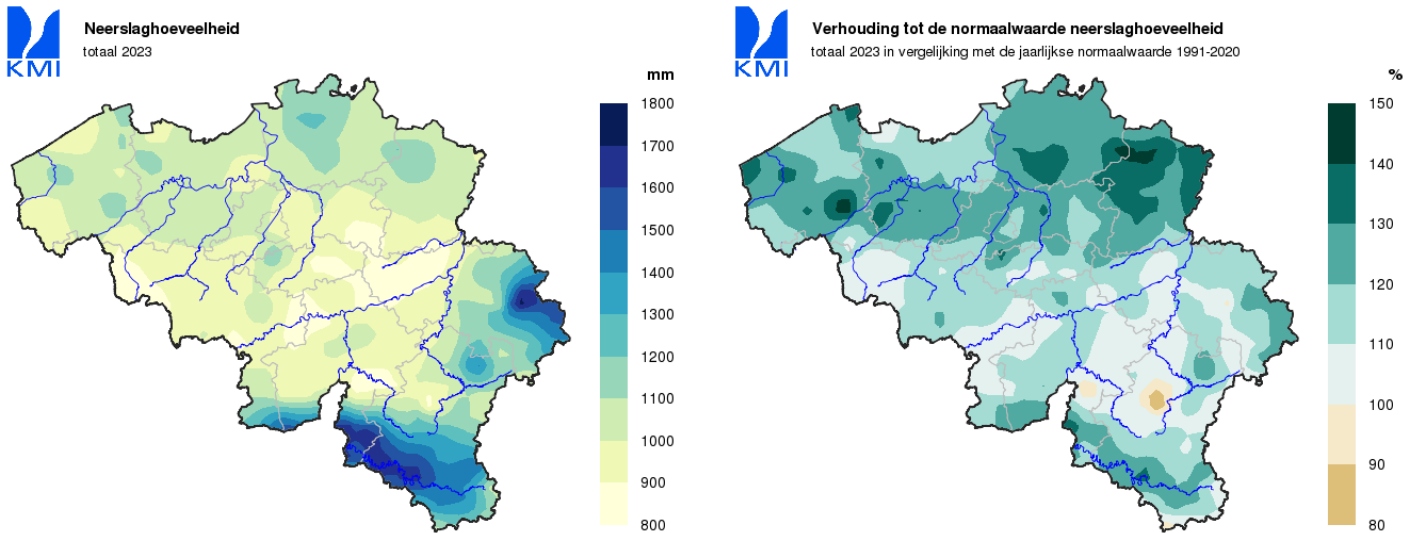 KMI
Neerslaghoeveelheid
totaal 2023
mm
1800
1700
1600
1500
1400
1300
1200
1100
1000
900
800
KMI
Verhouding tot de normaalwaarde neerslaghoeveelheid
totaal 2023 in vergelijking met de jaarlijkse normaalwaarde 1991-2020
%
150
140
130
120
110
100
90
80